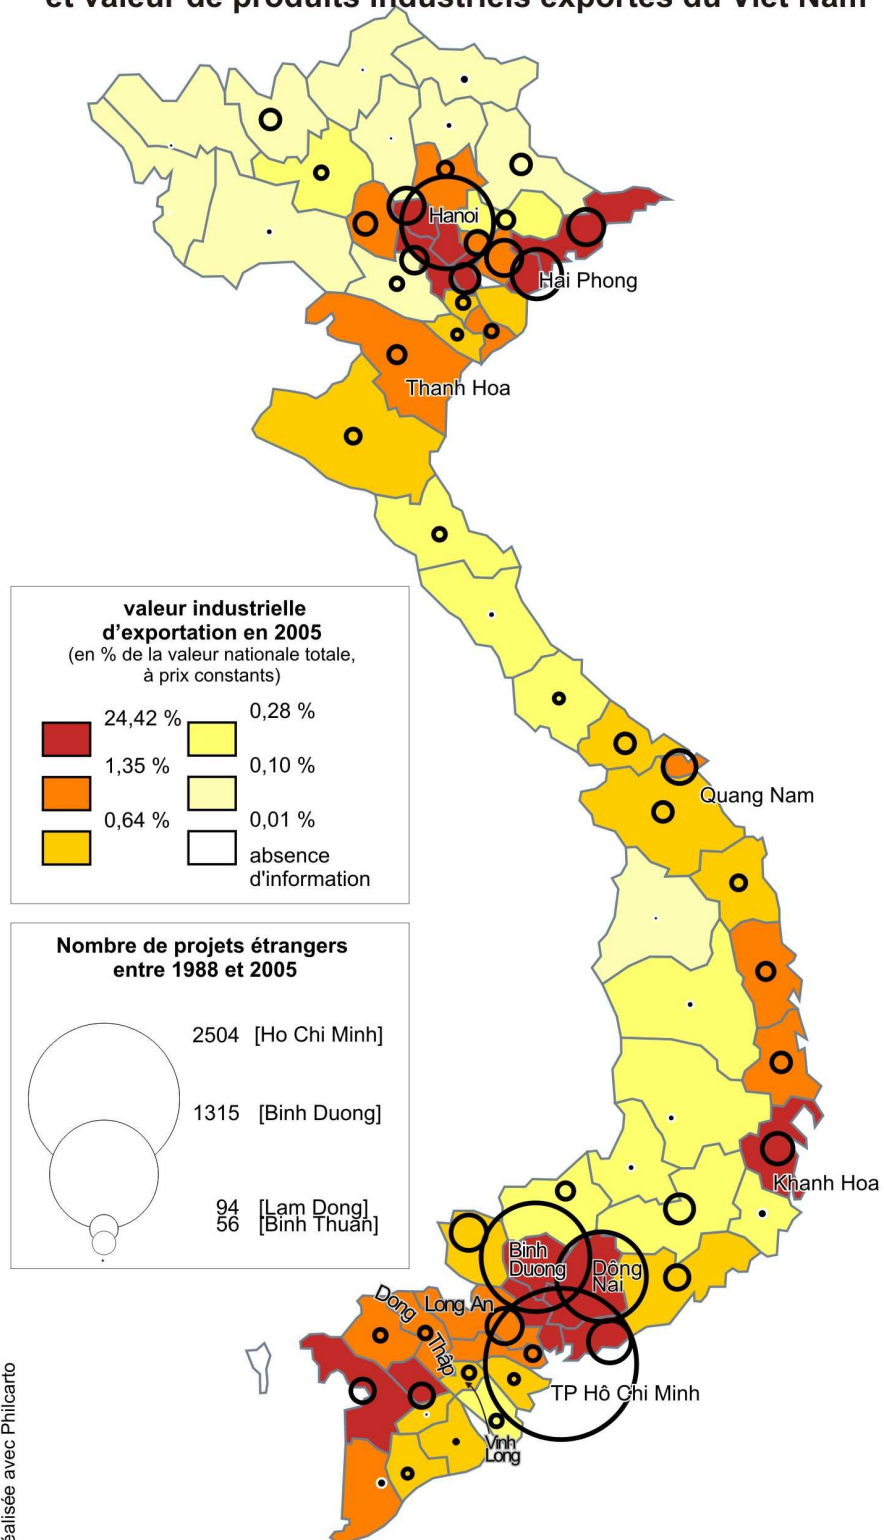 et valeur de produits industriels exportés du Viêt Nam
Hanoi
Hai Phong
Thanh Hoa
valeur industrielle
d'exportation en 2005
(en % de la valeur nationale totale,
à prix constants)
24,42 %
0,28 %
1,35 %
0,10 %
0,64 %
0,01 %
absence
d'information
Quang Nam
Nombre de projets étrangers
entre 1988 et 2005
2504 [Ho Chi Minh]
1315 [Binh Duong]
94 [Lam Dong]
56 [Binh Thuan]
Khanh Hoa
Binh
Duong
Dông
Nai
Dong
Thâp
Long An
TP Hô Chi Minh
Vinh
Long
éalisée avec Philcarto